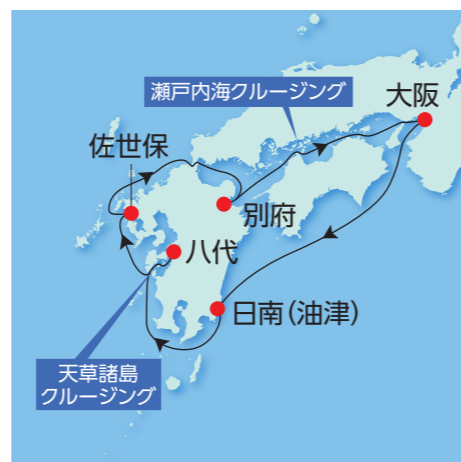 瀬戸内海クルージング
大阪
佐世保
別府
八代
日南（油津）
天草諸島
クルージング